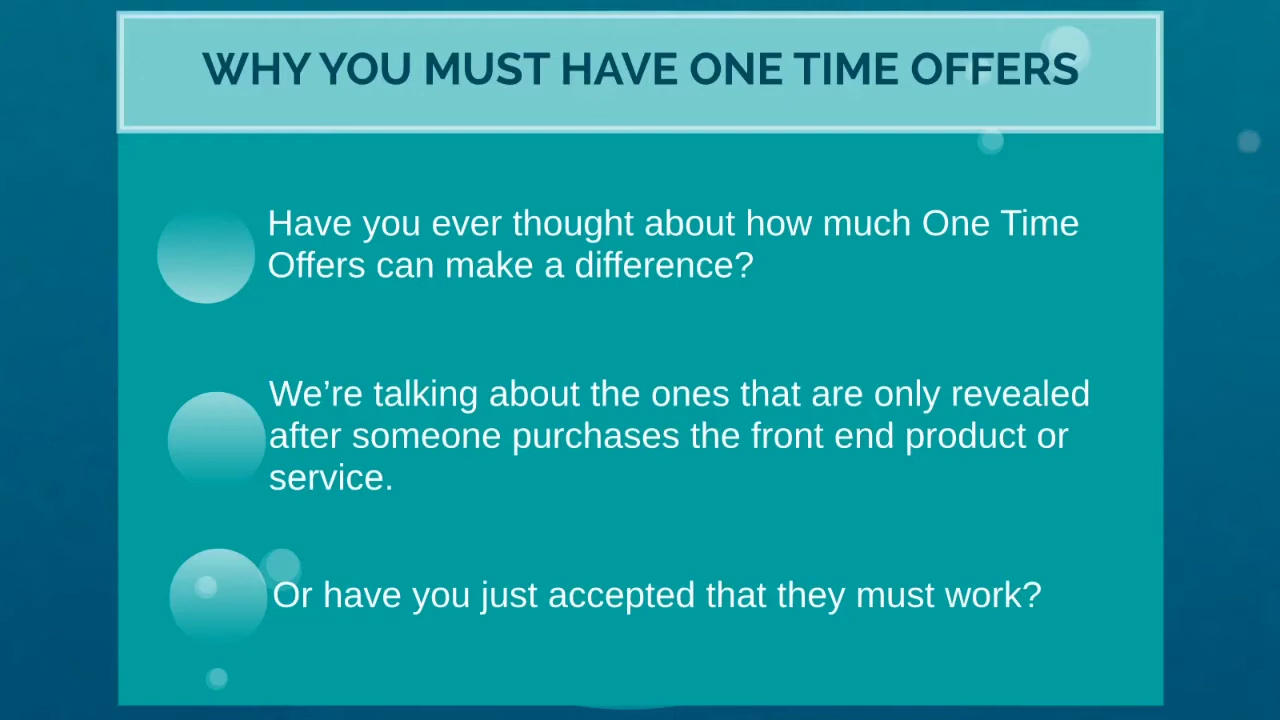 WHY YOU MUST HAVE ONE TIME OFFERS
Have you ever thought about how much One Time
Offers can make a difference?
We’re talking about the ones that are only revealed
after someone purchases the front end product or
service.
Or have you just accepted that they must work?